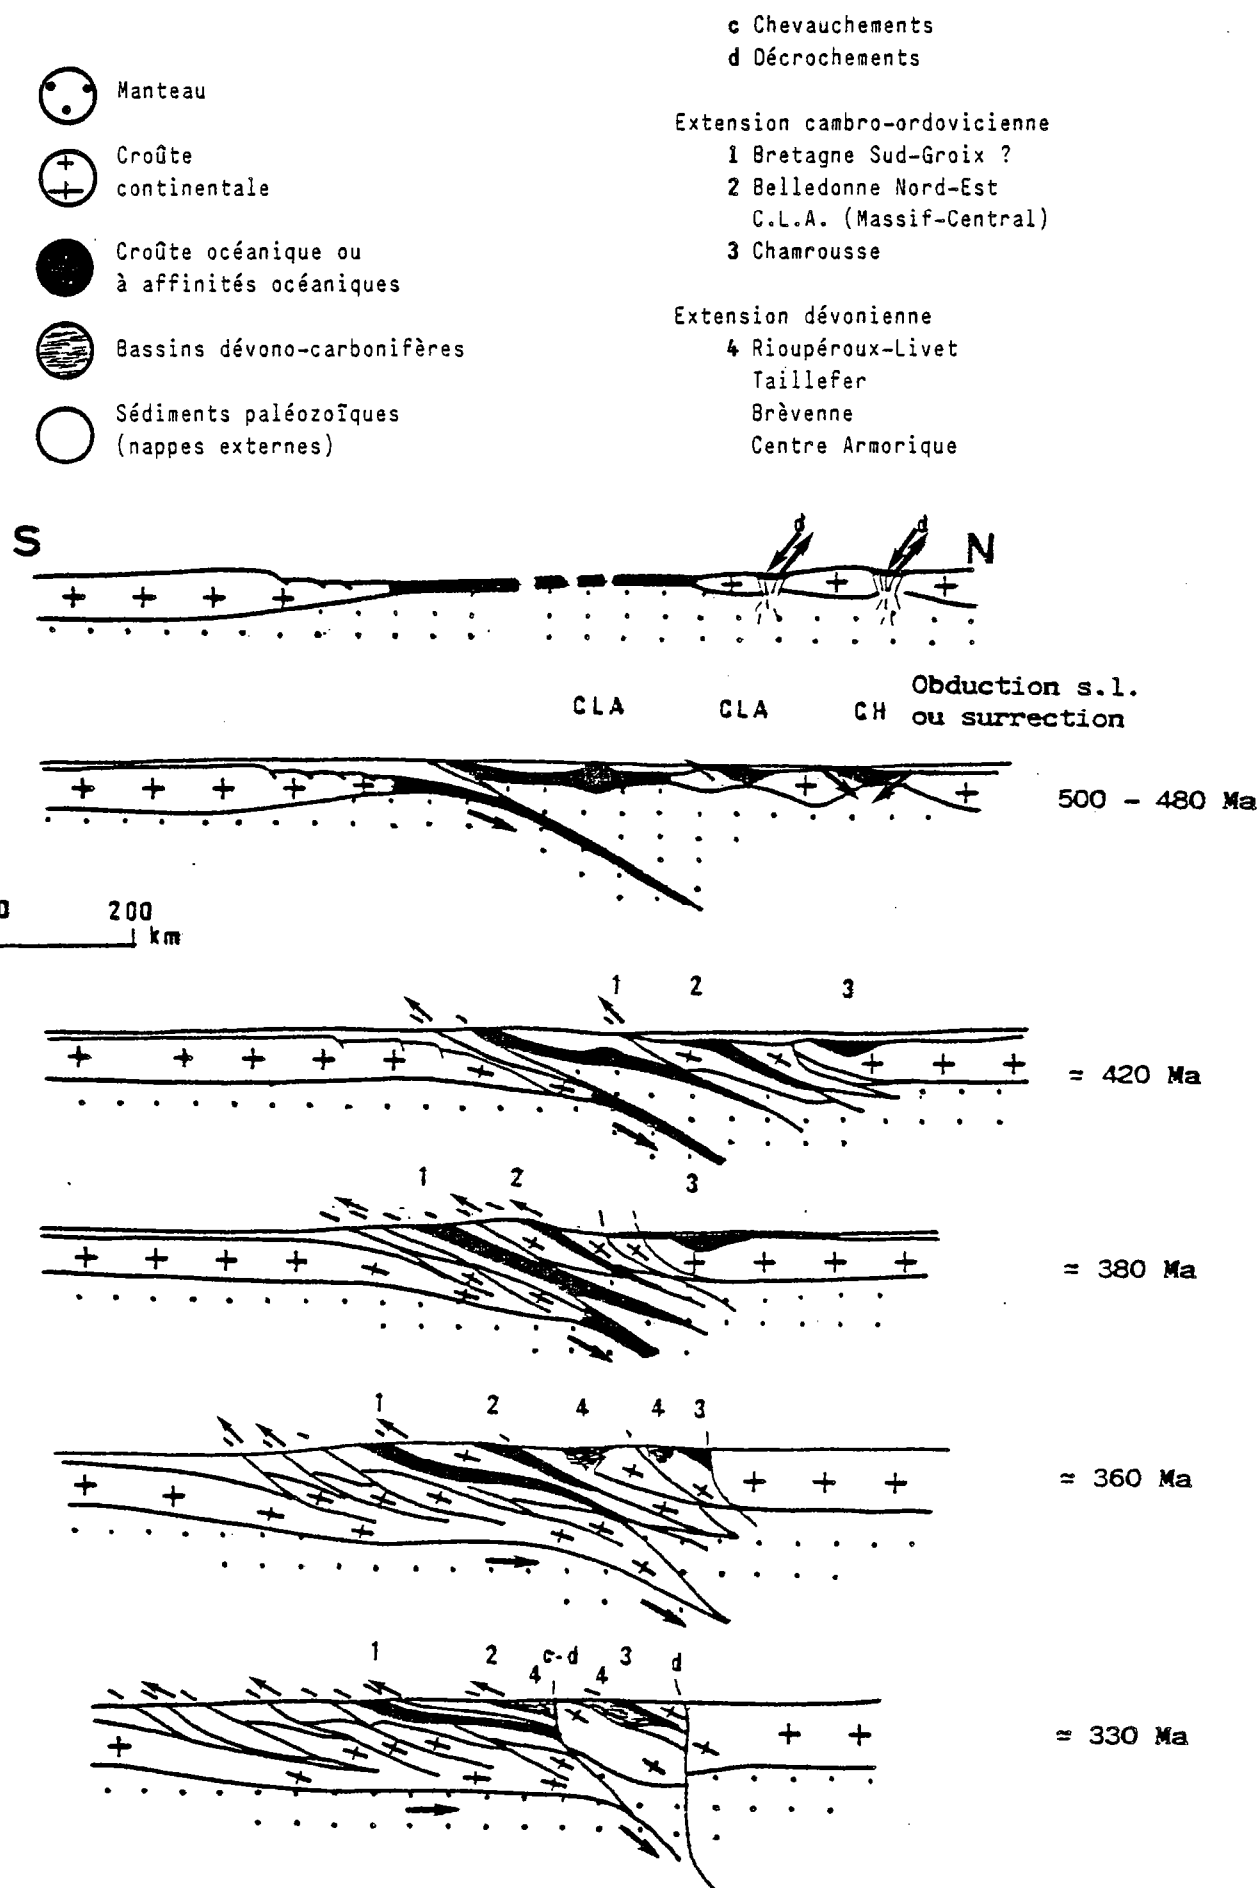 c Chevauchements
d Décrochements
Manteau
Croûte
continentale
Croûte océanique ou
à affinités océaniques
Bassins dévono-carbonifères
Sédiments paléozoïques
(nappes externes)
Extension cambro-ordovicienne
1 Bretagne Sud-Groix ?
2 Belledonne Nord-Est
C.L.A. (Massif-Central)
3 Chamrousse
Extension dévonienne
4 Rioupéroux-Livet
Taillefer
Brèvenne
Centre Armorique
S
d d
N
CLA CLA CH
Obduction s.l.
ou surrection
500 - 480 Ma
0 200
km
1 2 3
≃ 420 Ma
1 2 3
≃ 380 Ma
1 2 4 4 3
≃ 360 Ma
1 2 c-d 3 d
4 4
≃ 330 Ma